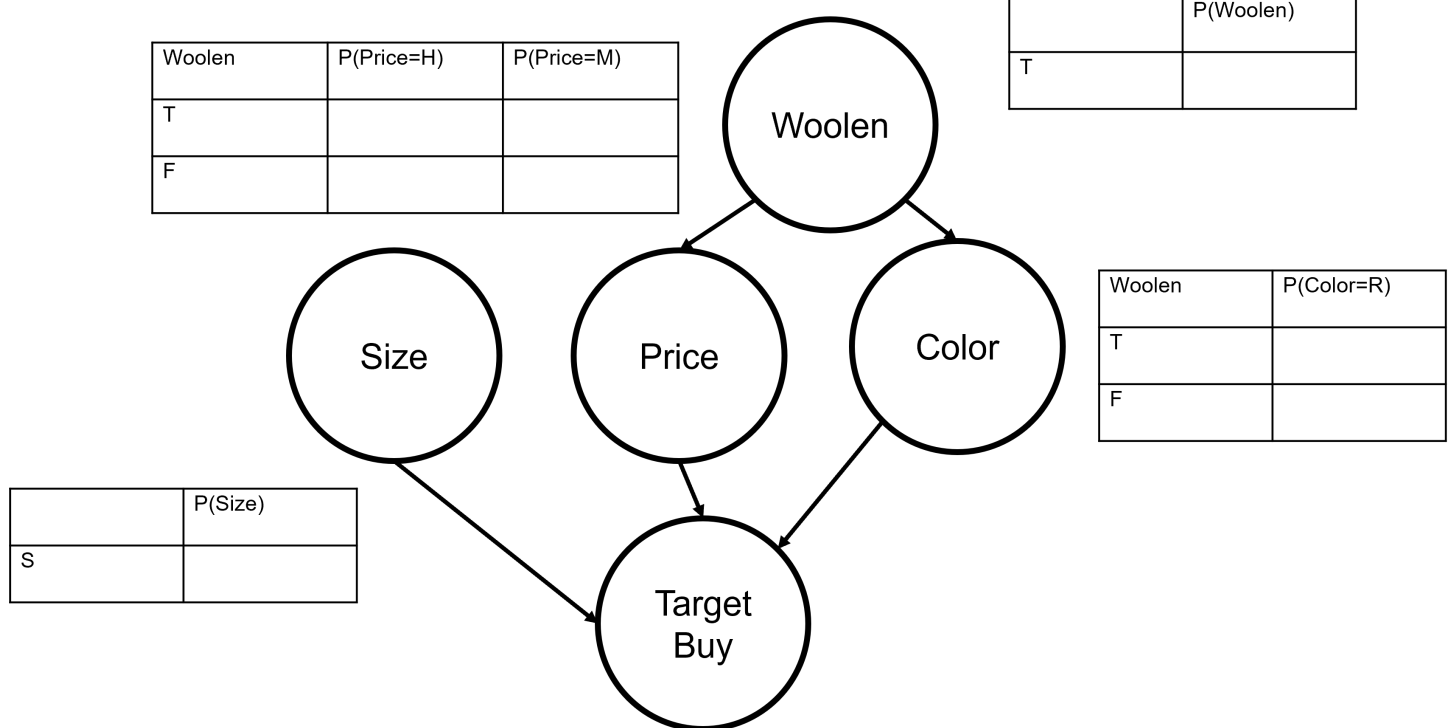 P(Woolen)
T
Woolen P(Price=H) P(Price=M)
T
F
Woolen
Size
Price
Color
Woolen P(Color=R)
T
F
P(Size)
S
Target
Buy